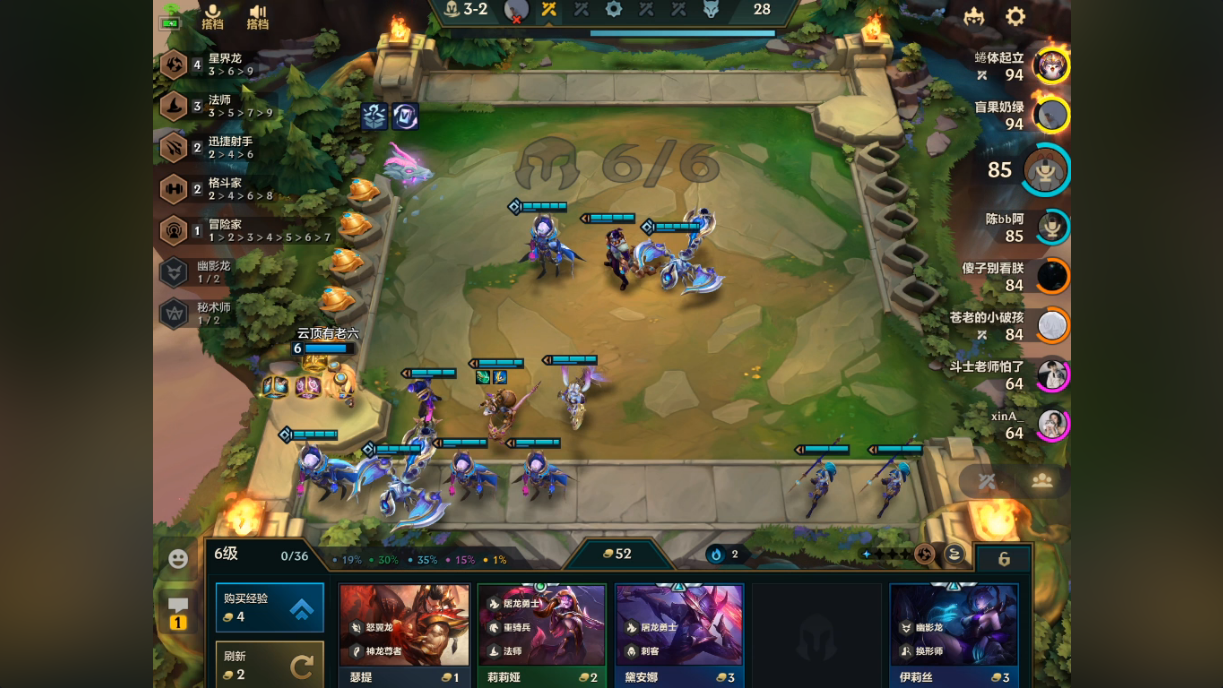 搭档
搭档
3-2
28
4
星界龙
3 > 6 > 9
3
法师
3 > 5 > 7 > 9
2
迅捷射手
2 > 4 > 6
2
格斗家
2 > 4 > 6 > 8
1
冒险家
1 > 2 > 3 > 4 > 5 > 6 > 7
幽影龙
1 / 2
秘术师
1 / 2
6/6
蜷体起立
94
盲果奶绿
94
85
陈bb阿
85
傻子别看朕
84
苍老的小破孩
84
斗士老师怕了
64
xinA_
64
云顶有老六
6
6级
0/36
19%
30%
35%
15%
1%
52
2
6
购买经验
4
刷新
2
1
怒翼龙
神龙尊者
瑟提
1
屠龙勇士
重骑兵
法师
莉莉娅
2
屠龙勇士
刺客
黛安娜
3
幽影龙
换形师
伊莉丝
3